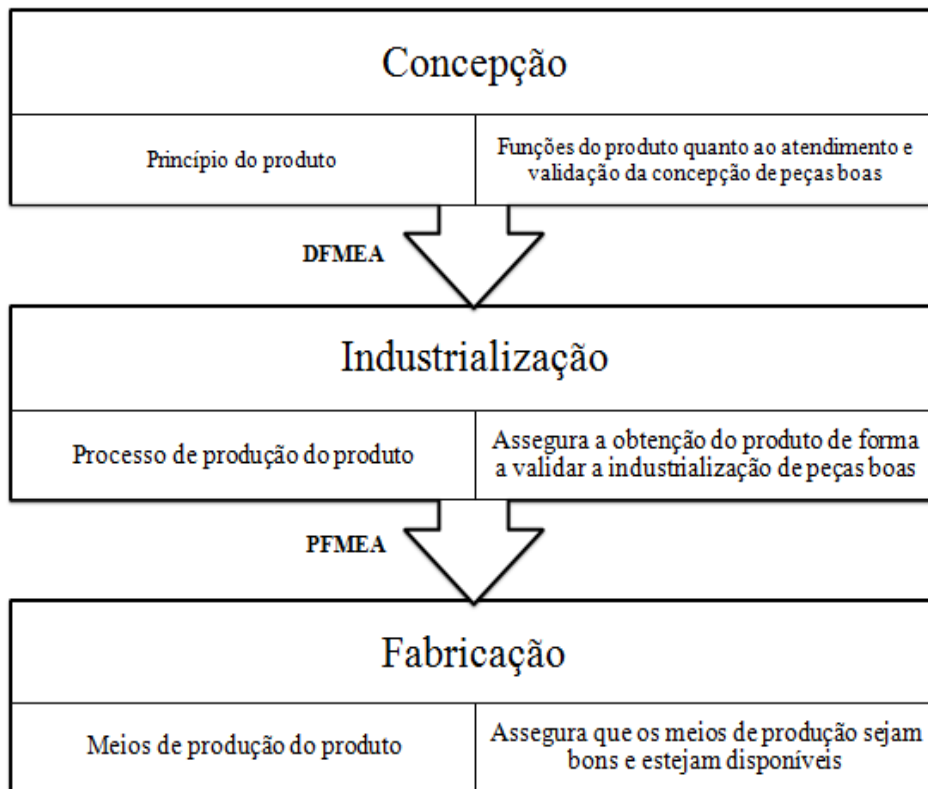 Concepção
Princípio do produto
Funções do produto quanto ao atendimento e
validação da concepção de peças boas
DFMEA
Industrialização
Processo de produção do produto
Assegura a obtenção do produto de forma
a validar a industrialização de peças boas
PFMEA
Fabricação
Meios de produção do produto
Assegura que os meios de produção sejam
bons e estejam disponíveis